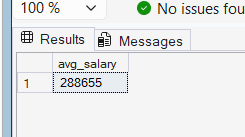 100 %
No issues fou
Results
Messages
avg_salary
1
288655